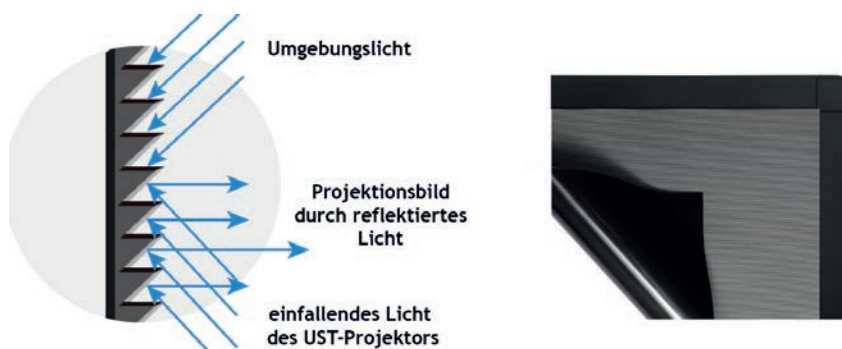 Umgebungslicht
Projektionsbild
durch reflektiertes
Licht
einfallendes Licht
des UST-Projektors